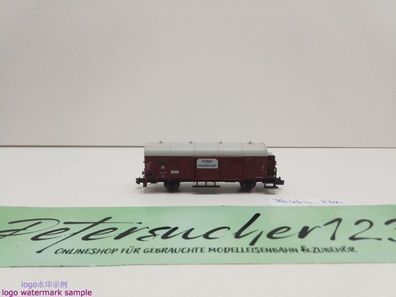 Petersucher123
ONLINESHOP FÜR GEBRAUCHTE MODELLEISENBAHN & ZUBEHÖR
logo水印示例
logo watermark sample